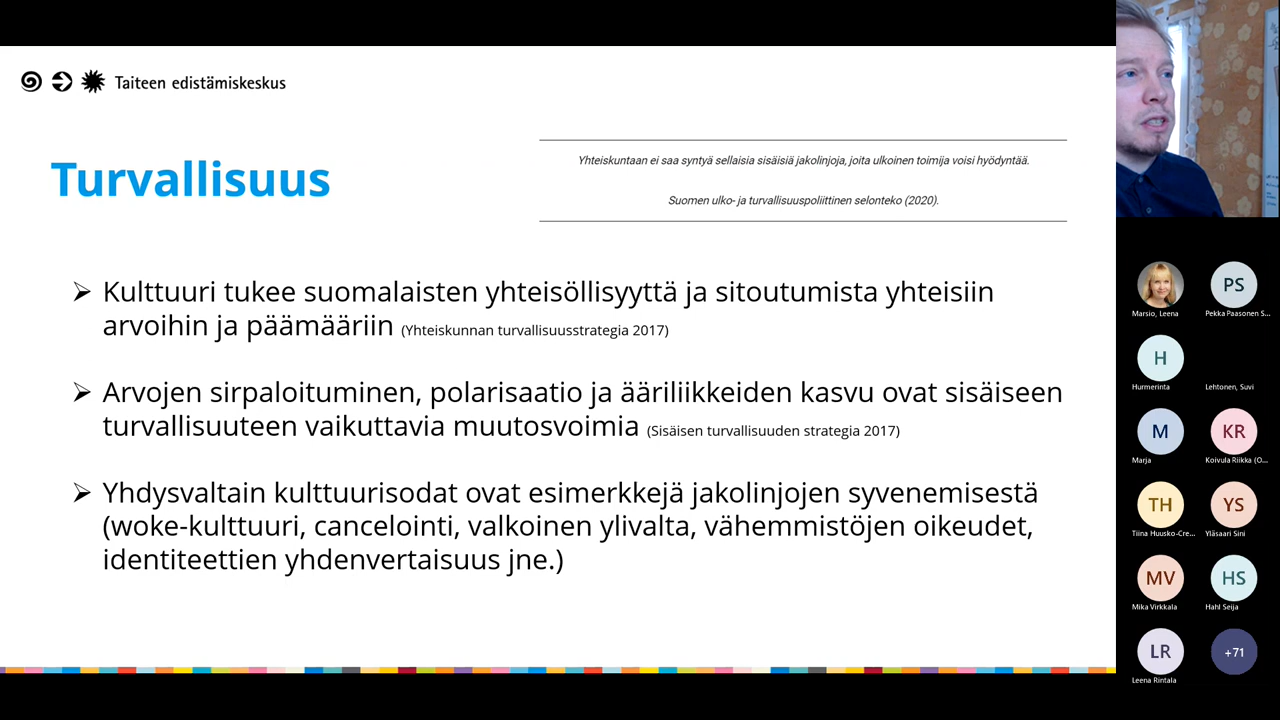 Taiteen edistämiskeskus
Turvallisuus
Yhteiskuntaan ei saa syntyä sellaisia sisäisiä jakolinjoja, joita ulkoinen toimija voisi hyödyntää.
Suomen ulko- ja turvallisuuspoliittinen selonteko (2020).
Kulttuuri tukee suomalaisten yhteisöllisyyttä ja sitoutumista yhteisiin
arvoihin ja päämääriin (Yhteiskunnan turvallisuusstrategia 2017)
Arvojen sirpaloituminen, polarisaatio ja ääriliikkeiden kasvu ovat sisäiseen
turvallisuuteen vaikuttavia muutosvoimia (Sisäisen turvallisuuden strategia 2017)
Yhdysvaltain kulttuurisodat ovat esimerkkejä jakolinjojen syvenemisestä
(woke-kulttuuri, cancelointi, valkoinen ylivalta, vähemmistöjen oikeudet,
identiteettien yhdenvertaisuus jne.)
PS
Marsio, Leena
Pekka Paasonen S...
H
Hurmerinta
Lehtonen, Suvi
M
KR
Marja
Koivula Riikka (O...
TH
YS
Tiina Huusko-Cre...
Yläsaari Sini
MV
HS
Mika Virkkala
Hahl Seija
LR
+71
Leena Rintala